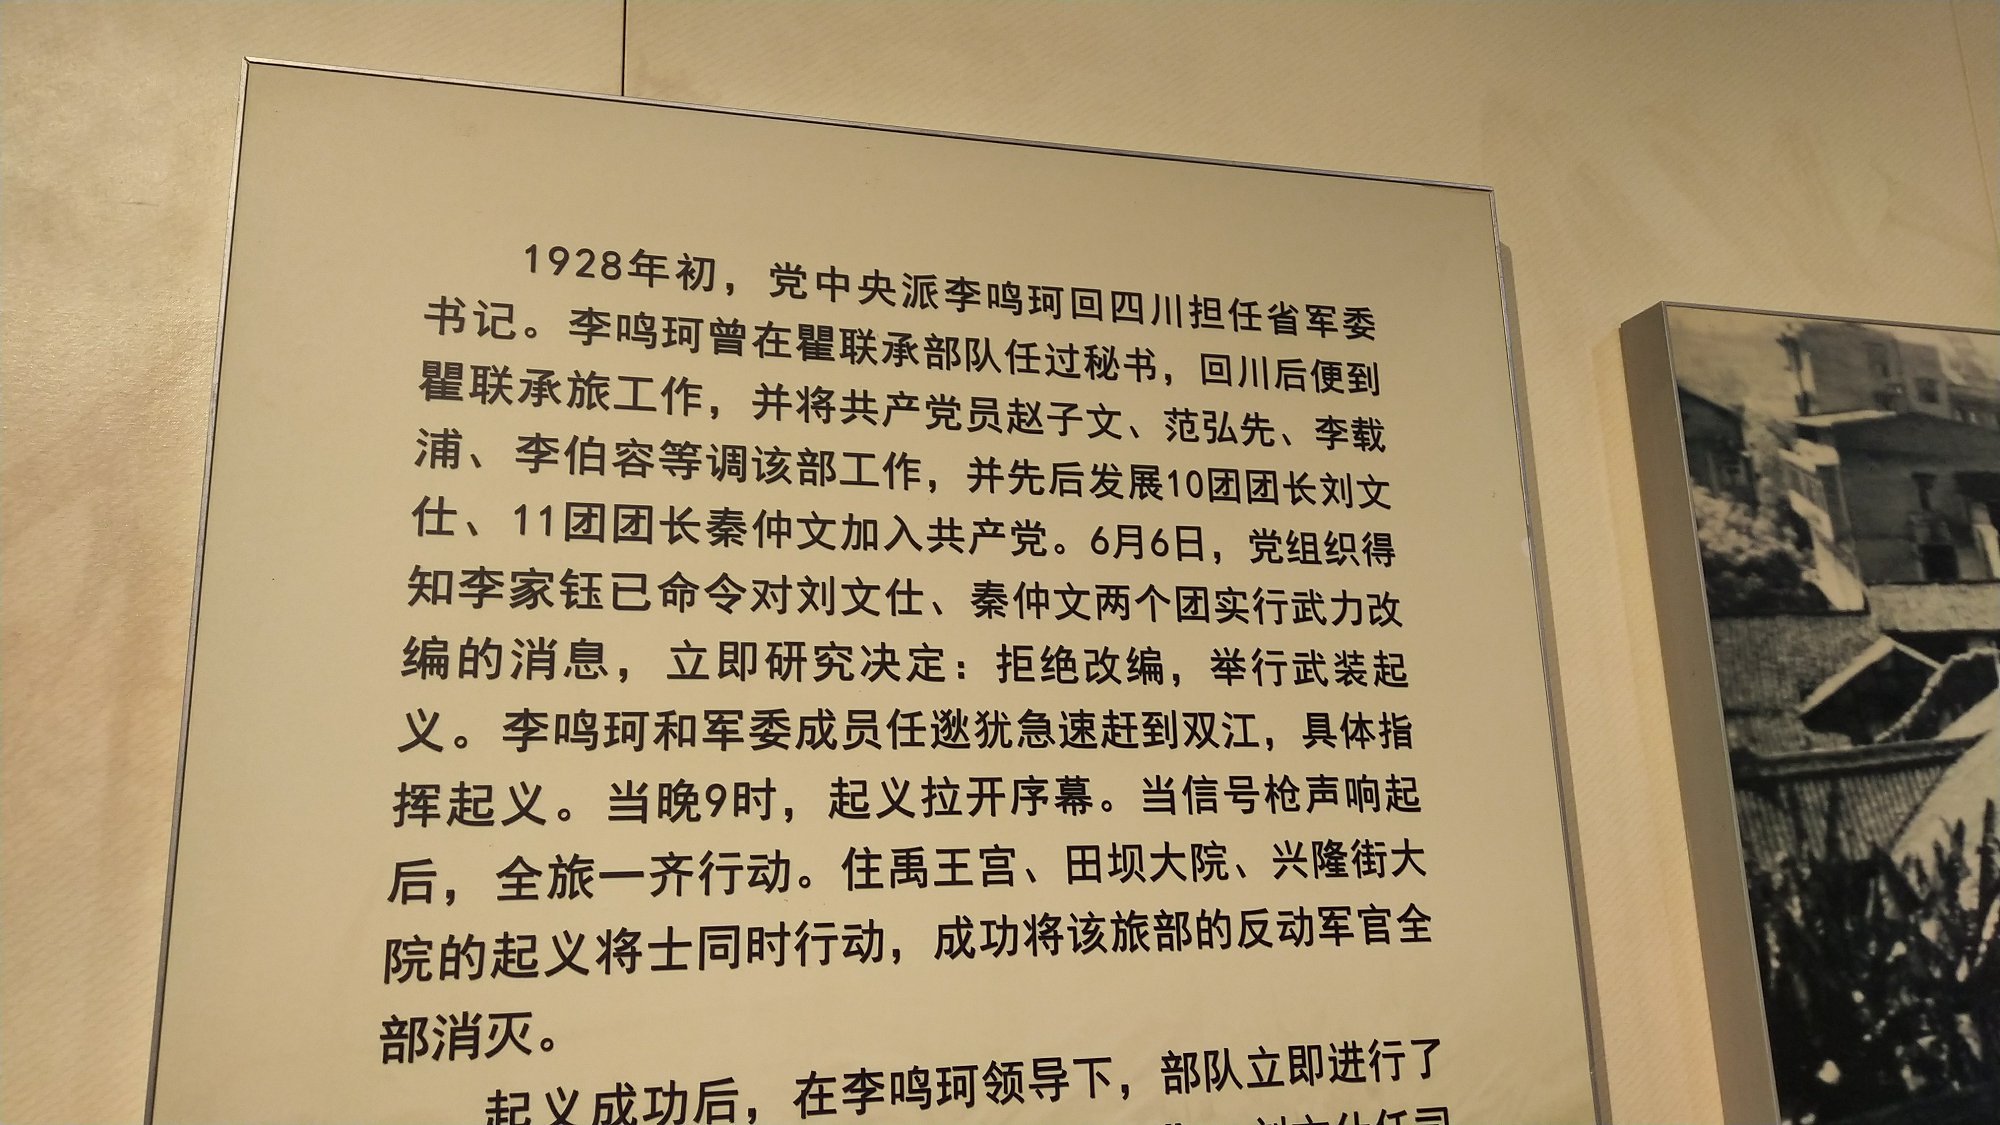 1928年初，党中央派李鸣珂回四川担任省军委
书记。李鸣珂曾在瞿联承部队任过秘书，回川后便到
瞿联承旅工作，并将共产党员赵子文、范弘先、李载
浦、李伯容等调该部工作，并先后发展10团团长刘文
仕、11团团长秦仲文加入共产党。6月6日，党组织得
知李家钰已命令对刘文仕、秦仲文两个团实行武力改
编的消息，立即研究决定：拒绝改编，举行武装起
义。李鸣珂和军委成员任逖犹急速赶到双江，具体指
挥起义。当晚9时，起义拉开序幕。当信号枪声响起
后，全旅一齐行动。住禹王宫、田坝大院、兴隆街大
院的起义将士同时行动，成功将该旅部的反动军官全
部消灭。
起义成功后，在李鸣珂领导下，部队立即进行了
刘文仕任司